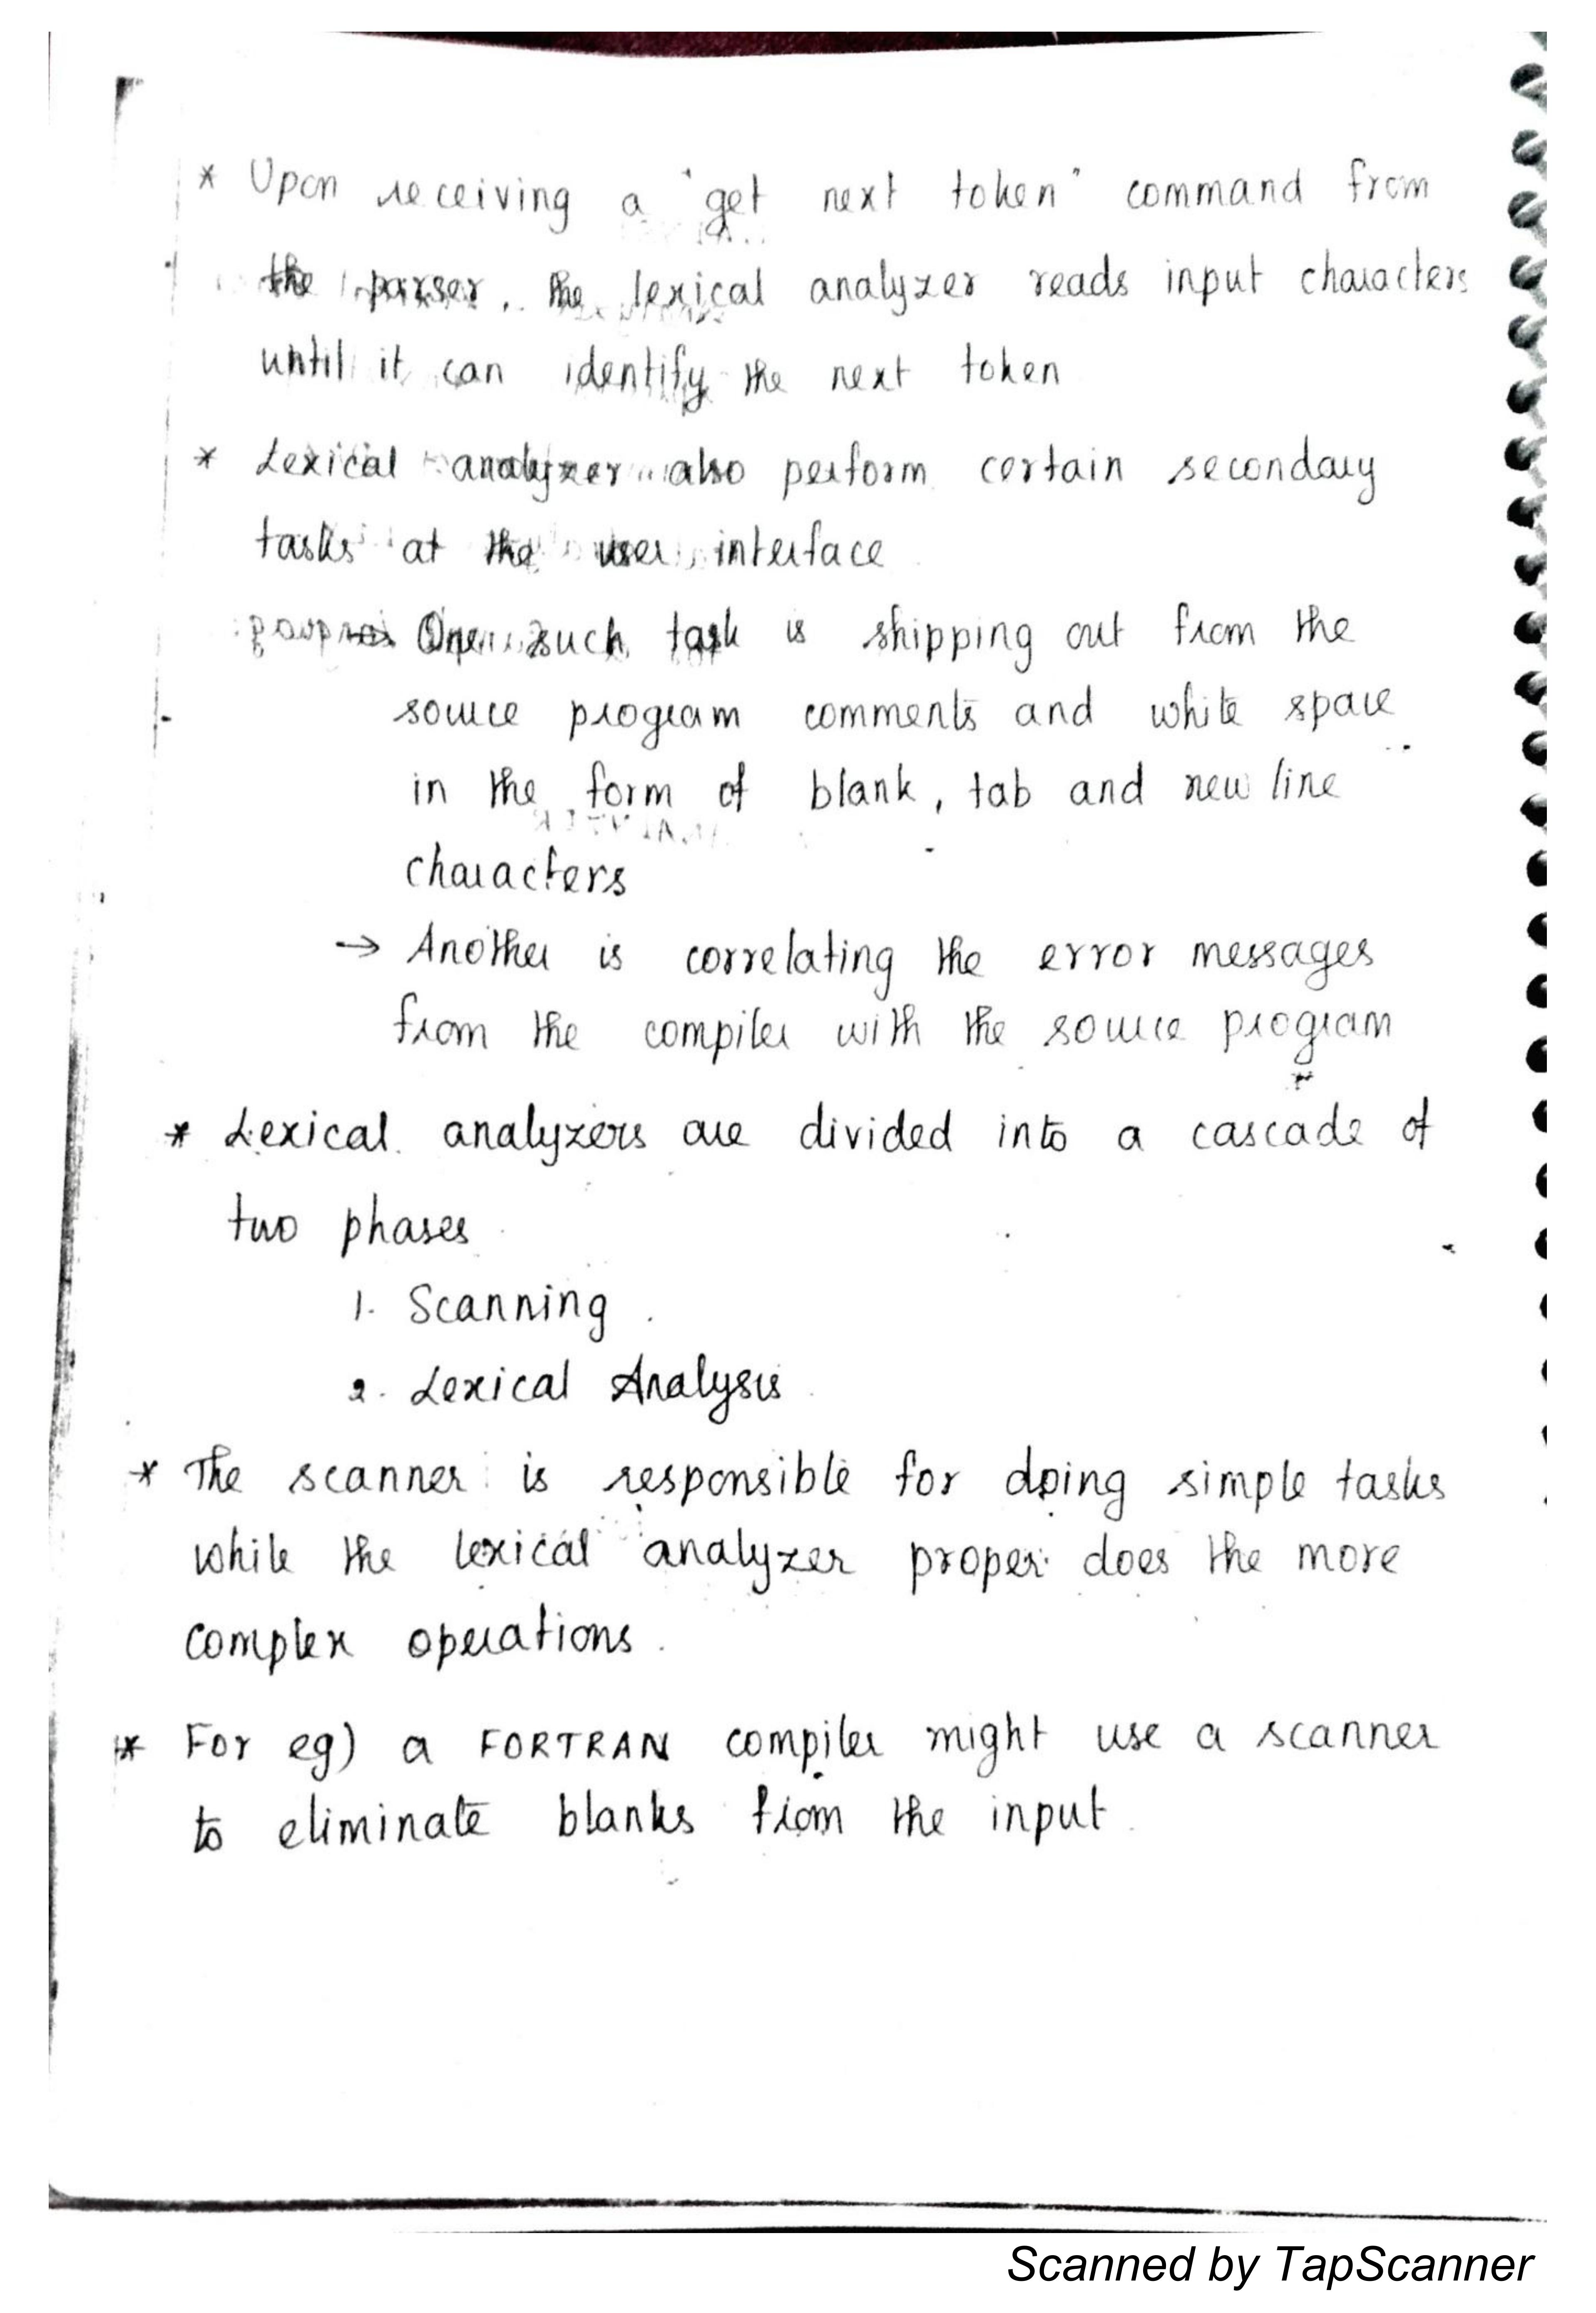 * Upon receiving a "get next token" command from
the parser, the lexical analyzer reads input characters
until it can identify the next token
* Lexical analyzer also perform certain secondary
tasks at the user interface
One such task is shipping out from the
source program comments and white space
in the form of blank, tab and new line
characters
→ Another is correlating the error messages
from the compiler with the source program
* Lexical analyzers are divided into a cascade of
two phases
1. Scanning
2. Lexical Analysis
* The scanner is responsible for doing simple tasks
while the lexical analyzer proper does the more
complex operations.
* For eg) a FORTRAN compiler might use a scanner
to eliminate blanks from the input
Scanned by TapScanner